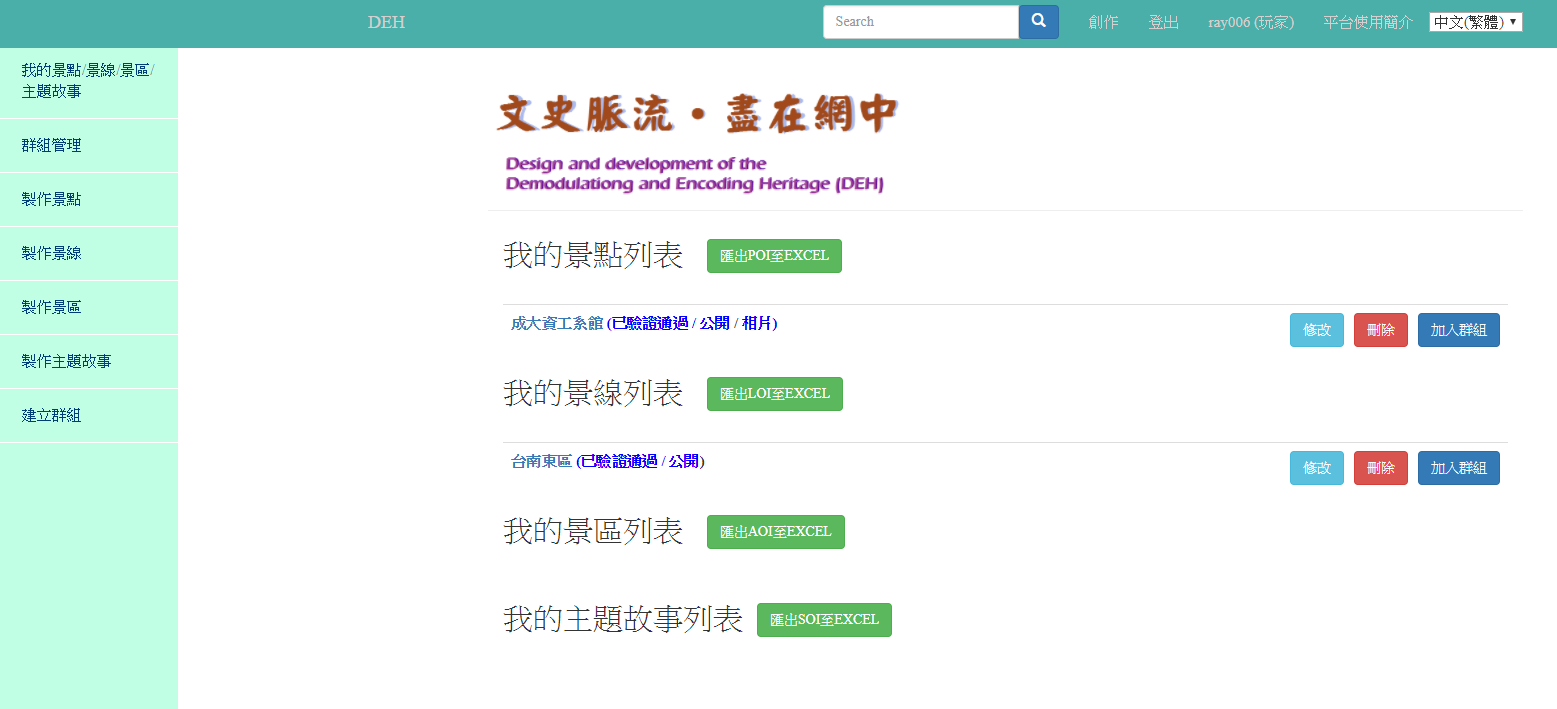 DEH
Search
創作
登出
ray006 (玩家)
平台使用簡介
中文(繁體)
我的景點/景線/景區/
主題故事
群組管理
製作景點
製作景線
製作景區
製作主題故事
建立群組
文史脈流・盡在網中
Design and development of the
Demodulationg and Encoding Heritage (DEH)
我的景點列表 匯出POI至EXCEL
成大資工系館 (已驗證通過 / 公開 / 相片) 修改 刪除 加入群組
我的景線列表 匯出LOI至EXCEL
台南東區 (已驗證通過 / 公開) 修改 刪除 加入群組
我的景區列表 匯出AOI至EXCEL
我的主題故事列表 匯出SOI至EXCEL